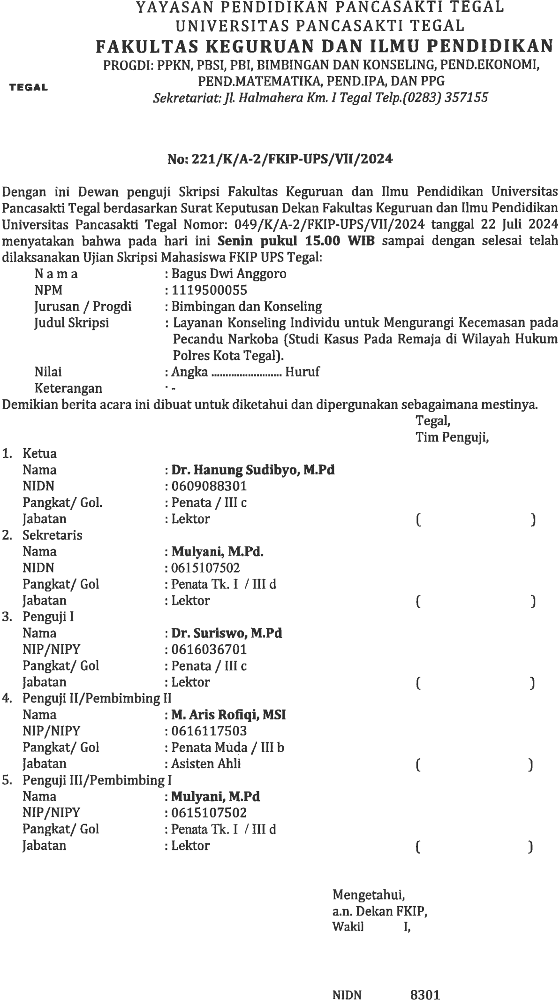 YAYASAN PENDIDIKAN PANCASAKTI TEGAL
UNIVERSITAS PANCASAKTI TEGAL
FAKULTAS KEGURUAN DAN ILMU PENDIDIKAN
PROGDI: PPKN, PBSI, PBI, BIMBINGAN DAN KONSELING, PEND.EKONOMI,
PEND.MATEMATIKA, PEND.IPA, DAN PPG
TEGAL
Sekretariat: Jl. Halmahera Km. I Tegal Telp.(0283) 357155
No: 221/K/A-2/FKIP-UPS/VII/2024
Dengan ini Dewan penguji Skripsi Fakultas Keguruan dan Ilmu Pendidikan Universitas
Pancasakti Tegal berdasarkan Surat Keputusan Dekan Fakultas Keguruan dan Ilmu Pendidikan
Universitas Pancasakti Tegal Nomor: 049/K/A-2/FKIP-UPS/VII/2024 tanggal 22 Juli 2024
menyatakan bahwa pada hari ini Senin pukul 15.00 WIB sampai dengan selesai telah
dilaksanakan Ujian Skripsi Mahasiswa FKIP UPS Tegal:
N a m a : Bagus Dwi Anggoro
NPM : 1119500055
Jurusan / Progdi : Bimbingan dan Konseling
Judul Skripsi : Layanan Konseling Individu untuk Mengurangi Kecemasan pada
Pecandu Narkoba (Studi Kasus Pada Remaja di Wilayah Hukum
Polres Kota Tegal).
Nilai : Angka ......................... Huruf
Keterangan : -
Demikian berita acara ini dibuat untuk diketahui dan dipergunakan sebagaimana mestinya.
Tegal,
Tim Penguji,
1. Ketua
Nama : Dr. Hanung Sudibyo, M.Pd
NIDN : 0609088301
Pangkat/ Gol. : Penata / III c
Jabatan : Lektor ( )
2. Sekretaris
Nama : Mulyani, M.Pd.
NIDN : 0615107502
Pangkat/ Gol : Penata Tk. I / III d
Jabatan : Lektor ( )
3. Penguji I
Nama : Dr. Suriswo, M.Pd
NIP/NIPY : 0616036701
Pangkat/ Gol : Penata / III c
Jabatan : Lektor ( )
4. Penguji II/Pembimbing II
Nama : M. Aris Rofiqi, MSI
NIP/NIPY : 0616117503
Pangkat/ Gol : Penata Muda / III b
Jabatan : Asisten Ahli ( )
5. Penguji III/Pembimbing I
Nama : Mulyani, M.Pd
NIP/NIPY : 0615107502
Pangkat/ Gol : Penata Tk. I / III d
Jabatan : Lektor ( )
Mengetahui,
a.n. Dekan FKIP,
Wakil I,
NIDN 8301